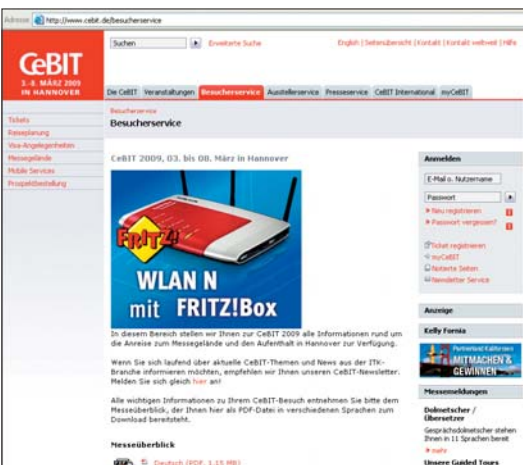 Adresse http://www.cebit.de/besucherservice
Suchen Erweiterte Suche English | Seitenübersicht | Kontakt | Kontakt weltweit | Hilfe
CeBIT
3.-8. MÄRZ 2009
IN HANNOVER
Die CeBIT Veranstaltungen Besucherservice Ausstellerservice Presseservice CeBIT International myCeBIT
Tickets
Reiseplanung
Visa-Angelegenheiten
Messegelände
Mobile Services
Prospektbestellung
Besucherservice
Besucherservice
CeBIT 2009, 03. bis 08. März in Hannover
FRITZ!
WLAN N
mit FRITZ!Box
In diesem Bereich stellen wir Ihnen zur CeBIT 2009 alle Informationen rund um
die Anreise zum Messegelände und den Aufenthalt in Hannover zur Verfügung.
Wenn Sie sich laufend über aktuelle CeBIT-Themen und News aus der ITK-
Branche informieren möchten, empfehlen wir Ihnen unseren CeBIT-Newsletter.
Melden Sie sich gleich hier an!
Alle wichtigen Informationen zu Ihrem CeBIT-Besuch entnehmen Sie bitte dem
Messeüberblick, der Ihnen hier als PDF-Datei in verschiedenen Sprachen zum
Download bereitsteht.
Messeüberblick
Deutsch (PDF, 1.15 MB)
Anmelden
E-Mail o. Nutzername
Passwort
Neu registrieren
Passwort vergessen?
Ticket registrieren
myCeBIT
Notierte Seiten
Newsletter Service
Anzeige
Kelly Fornia
Partnerland Kalifornien
MITMACHEN &
GEWINNEN
Messemeldungen
Dolmetscher /
Übersetzer
Gesprächsdolmetscher stehen
Ihnen in 11 Sprachen bereit
mehr
Unsere Guided Tours